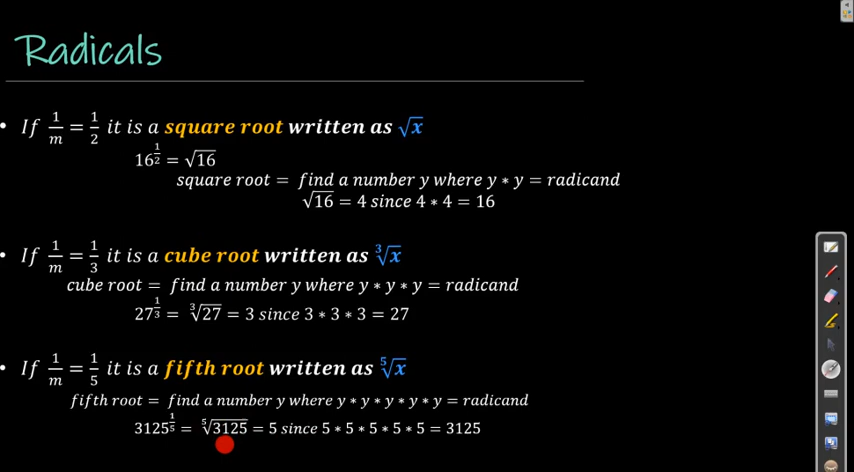 Radicals
• If 1/m = 1/2 it is a square root written as √x
16^(1/2) = √16
square root = find a number y where y * y = radicand
√16 = 4 since 4 * 4 = 16
• If 1/m = 1/3 it is a cube root written as ∛x
cube root = find a number y where y * y * y = radicand
27^(1/3) = ∛27 = 3 since 3 * 3 * 3 = 27
• If 1/m = 1/5 it is a fifth root written as ⁵√x
fifth root = find a number y where y * y * y * y * y = radicand
3125^(1/5) = ⁵√3125 = 5 since 5 * 5 * 5 * 5 * 5 = 3125